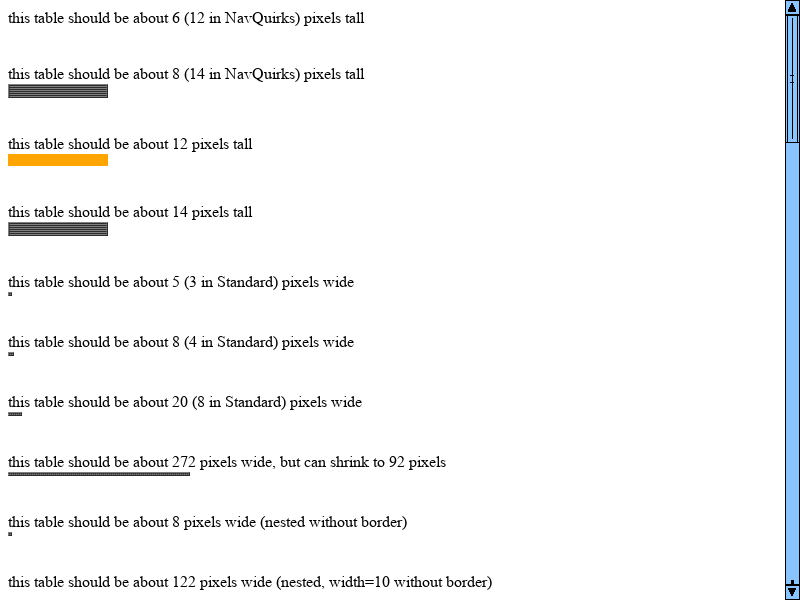 this table should be about 6 (12 in NavQuirks) pixels tall
this table should be about 8 (14 in NavQuirks) pixels tall
this table should be about 12 pixels tall
this table should be about 14 pixels tall
this table should be about 5 (3 in Standard) pixels wide
this table should be about 8 (4 in Standard) pixels wide
this table should be about 20 (8 in Standard) pixels wide
this table should be about 272 pixels wide, but can shrink to 92 pixels
this table should be about 8 pixels wide (nested without border)
this table should be about 122 pixels wide (nested, width=10 without border)